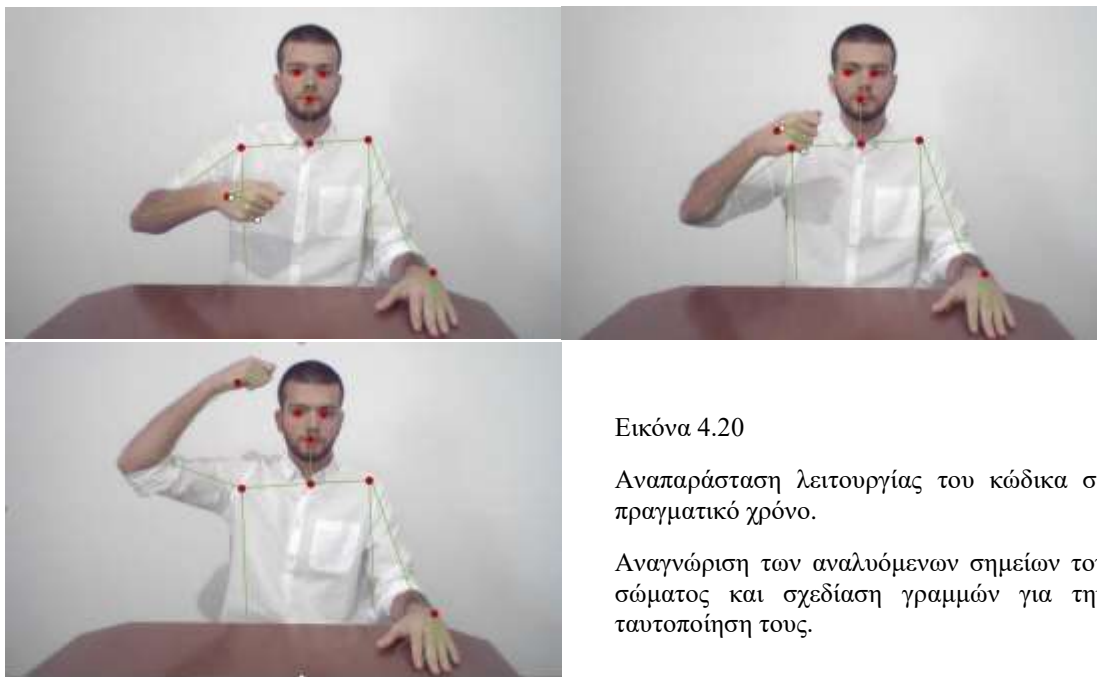 Εικόνα 4.20
Αναπαράσταση λειτουργίας του κώδικα σ
πραγματικό χρόνο.
Αναγνώριση των αναλυόμενων σημείων το
σώματος και σχεδίαση γραμμών για τη
ταυτοποίηση τους.